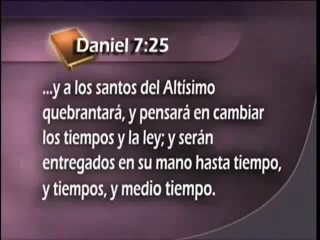 Daniel 7:25
...y a los santos del Altísimo
quebrantará, y pensará en cambiar
los tiempos y la ley; y serán
entregados en su mano hasta tiempo,
y tiempos, y medio tiempo.